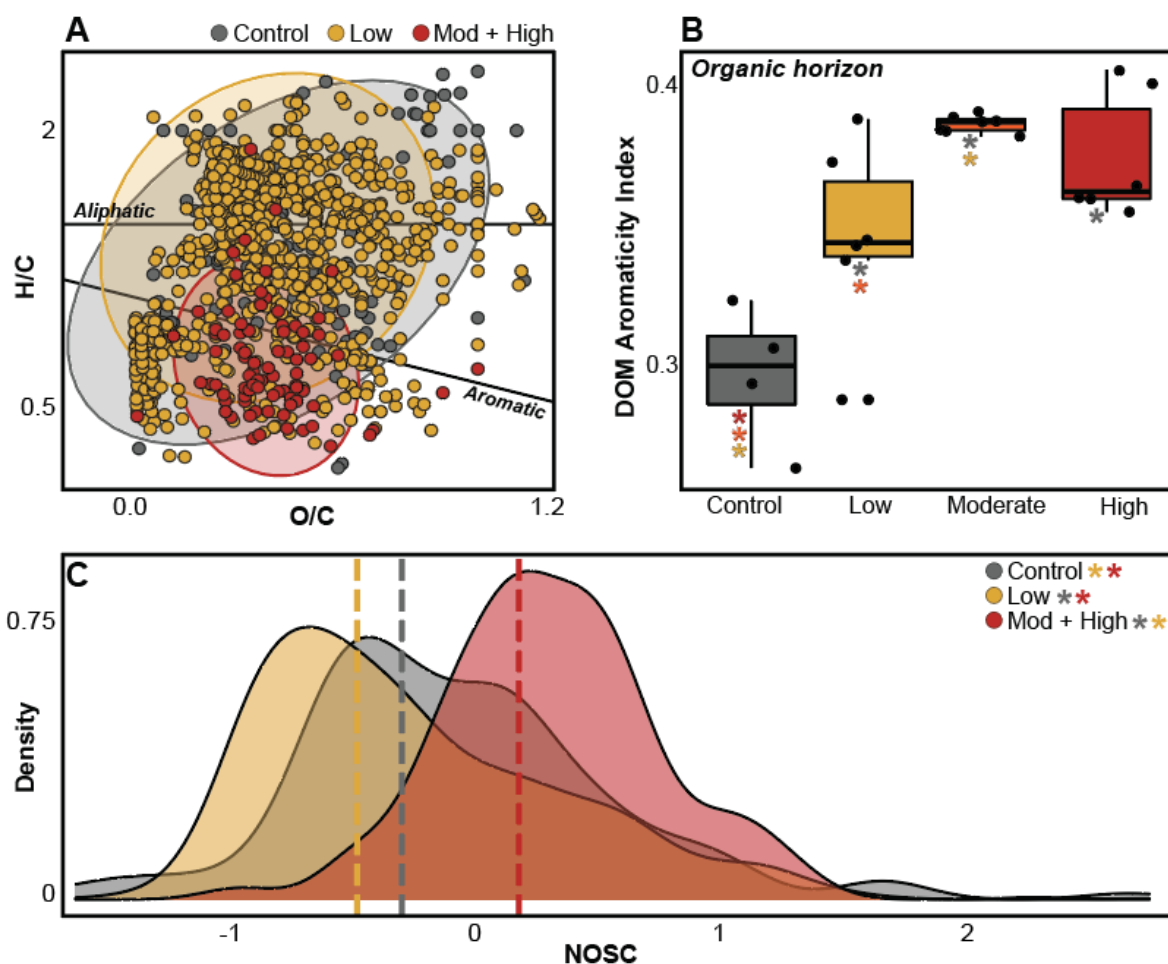 A
Control Low Mod + High
2
Aliphatic
H/C
0.5
Aromatic
0.0
1.2
O/C
B
Organic horizon
0.4
DOM Aromaticity Index
0.3
* * * * * * * * *
Control Low Moderate High
C
Control **
Low **
Mod + High **
0.75
Density
0
-1 0 1 2
NOSC